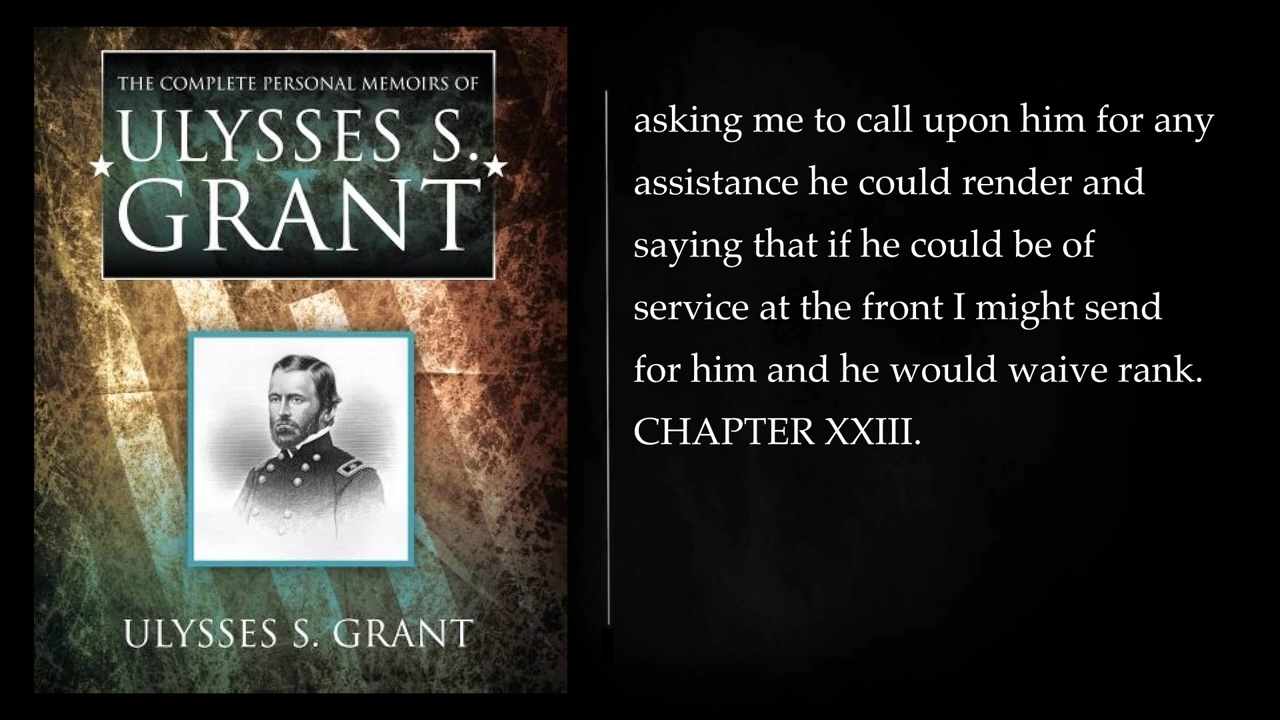 THE COMPLETE PERSONAL MEMOIRS OF
ULYSSES S.
GRANT
ULYSSES S. GRANT
asking me to call upon him for any
assistance he could render and
saying that if he could be of
service at the front I might send
for him and he would waive rank.
CHAPTER XXIII.